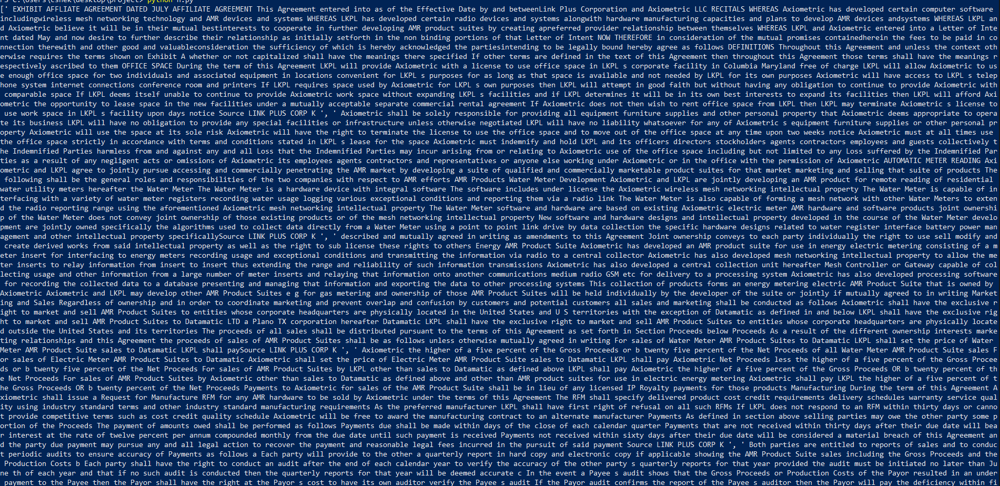 PS C:\Users\cshek\desktop\project> python n.py
[' EXHIBIT AFFLIATE AGREEMENT DATED JULY AFFILIATE AGREEMENT This Agreement entered into as of the Effective Date by and betweenLink Plus Corporation and Axiometric LLC RECITALS WHEREAS Axiometric has developed certain computer software
includingwireless mesh networking technology and AMR devices and systems WHEREAS LKPL has developed certain radio devices and systems alongwith hardware manufacturing capacities and plans to develop AMR devices andsystems WHEREAS LKPL an
d Axiometric believe it will be in their mutual bestinterests to cooperate in further developing AMR product suites by creating apreferred provider relationship between themselves WHEREAS LKPL and Axiometric entered into a Letter of Inte
nt dated May and now desire to further describe their relationship as initially setforth in the non binding portions of that Letter of Intent NOW THEREFORE in consideration of the mutual promises containedherein the fees to be paid in co
nnection therewith and other good and valuableconsideration the sufficiency of which is hereby acknowledged the partiesintending to be legally bound hereby agree as follows DEFINITIONS Throughout this Agreement and unless the context oth
erwise requires the terms shown on Exhibit A whether or not capitalized shall have the meanings there specified If other terms are defined in the text of this Agreement then throughout this Agreement those terms shall have the meanings r
espectively ascribed to them OFFICE SPACE During the term of this Agreement LKPL will provide Axiometric with a license to use office space in LKPL s corporate facility in Columbia Maryland free of charge LKPL will allow Axiometric to us
e enough office space for two individuals and associated equipment in locations convenient for LKPL s purposes for as long as that space is available and not needed by LKPL for its own purposes Axiometric will have access to LKPL s telep
hone system internet connections conference room and printers If LKPL requires space used by Axiometric for LKPL s own purposes then LKPL will attempt in good faith but without having any obligation to continue to provide Axiometric with
 comparable space If LKPL deems itself unable to continue to provide Axiometric work space without expanding LKPL s facilities and if LKPL determines it will be in its own best interests to expand its facilities then LKPL will afford Axi
ometric the opportunity to lease space in the new facilities under a mutually acceptable separate commercial rental agreement If Axiometric does not then wish to rent office space from LKPL then LKPL may terminate Axiometric s license to
 use work space in LKPL s facility upon days notice Source LINK PLUS CORP K ', ' Axiometric shall be solely responsible for providing all equipment furniture supplies and other personal property that Axiometric deems appropriate to opera
te its business LKPL will have no obligation to provide any special facilities or infrastructure unless otherwise negotiated LKPL will have no liability whatsoever for any of Axiometric s equipment furniture supplies or other personal pr
operty Axiometric will use the space at its sole risk Axiometric will have the right to terminate the license to use the office space and to move out of the office space at any time upon two weeks notice Axiometric must at all times use
the office space strictly in accordance with terms and conditions stated in LKPL s lease for the space Axiometric must indemnify and hold LKPL and its officers directors stockholders agents contractors employees and guests collectively t
he Indemnified Parties harmless from and against any and all Loss that the Indemnified Parties may incur arising from or relating to Axiometric use of the office space including but not limited to any Loss suffered by the Indemnified Par
ties as a result of any negligent acts or omissions of Axiometric its employees agents contractors and representatives or anyone else working under Axiometric or in the office with the permission of Axiometric AUTOMATIC METER READING Axi
ometric and LKPL agree to jointly pursue accessing and commercially penetrating the AMR market by developing a suite of qualified and commercially marketable product suites for that market marketing and selling that suite of products The
 following shall be the general roles and responsibilities of the two companies with respect to AMR efforts AMR Products Water Meter Development Axiometric and LKPL are jointly developing an AMR product for remote reading of residential
water utility meters hereafter the Water Meter The Water Meter is a hardware device with integral software The software includes under license the Axiometric wireless mesh networking intellectual property The Water Meter is capable of in
terfacing with a variety of water meter registers recording water usage logging various exceptional conditions and reporting them via a radio link The Water Meter is also capable of forming a mesh network with other Water Meters to exten
d the radio reporting range using the aforementioned Axiometric mesh networking intellectual property The Water Meter software and hardware are based on existing Axiometric electric meter AMR hardware and software products joint ownershi
p of the Water Meter does not convey joint ownership of those existing products or of the mesh networking intellectual property New software and hardware designs and intellectual property developed in the course of the Water Meter develo
pment are jointly owned specifically the algorithms used to collect data directly from a Water Meter using a point to point link drive by data collection the specific hardware designs related to water register interface battery power man
agement and other intellectual property specificallySource LINK PLUS CORP K ', ' described and mutually agreed in writing as amendments to this Agreement Joint ownership conveys to each party individually the right to use sell modify and
 create derived works from said intellectual property as well as the right to sub license these rights to others Energy AMR Product Suite Axiometric has developed an AMR product suite for use in energy electric metering consisting of a m
eter insert for interfacing to energy meters recording usage and exceptional conditions and transmitting the information via radio to a central collector Axiometric has also developed mesh networking intellectual property to allow the me
ter inserts to relay information from insert to insert thus extending the range and reliability of such information transmissions Axiometric has also developed a central collection unit hereafter Mesh Controller or Gateway capable of col
lecting usage and other information from a large number of meter inserts and relaying that information onto another communications medium radio GSM etc for delivery to a processing system Axiometric has also developed processing software
 for recording the collected data to a database presenting and managing that information and exporting the data to other processing systems This collection of products forms an energy metering electric AMR Product Suite that is owned by
Axiometric Axiometric and LKPL may develop other AMR Product Suites e g for gas metering and ownership of those AMR Product Suites will be held individually by the developer of the suite or jointly if mutually agreed to in writing Market
ing and Sales Regardless of ownership and in order to coordinate marketing and prevent overlap and confusion by customers and potential customers all sales and marketing shall be conducted as follows Axiometric shall have the exclusive r
ight to market and sell AMR Product Suites to entities whose corporate headquarters are physically located in the United States and U S territories with the exception of Datamatic as defined in and below LKPL shall have the exclusive rig
ht to market and sell AMR Product Suites to Datamatic LTD a Plano TX corporation hereafter Datamatic LKPL shall have the exclusive right to market and sell AMR Product Suites to entities whose corporate headquarters are physically locate
d outside the United States and its territories The proceeds of all sales shall be distributed pursuant to the terms of this Agreement as set forth in Section Proceeds below Proceeds As a result of the different ownership interests marke
ting relationships and this Agreement the proceeds of sales of AMR Product Suites shall be as follows unless otherwise mutually agreed in writing For sales of Water Meter AMR Product Suites to Datamatic LKPL shall set the price of Water
Meter AMR Product Suite sales to Datamatic LKPL shall paySource LINK PLUS CORP K ', ' Axiometric the higher of a five percent of the Gross Proceeds or b twenty five percent of the Net Proceeds of all Water Meter AMR Product Suite sales F
or sales of Electric Meter AMR Product Suites to Datamatic Axiometric shall set the price of Electric Meter AMR Product Suite sales to Datamatic LKPL shall pay Axiometric Net Proceeds less the higher of a five percent of the Gross Procee
ds or b twenty five percent of the Net Proceeds For sales of AMR Product Suites by LKPL other than sales to Datamatic as defined above LKPL shall pay Axiometric the higher of a five percent of the Gross Proceeds OR b twenty percent of th
e Net Proceeds For sales of AMR Product Suites by Axiometric other than sales to Datamatic as defined above and other than AMR product suites for use in electric energy metering Axiometric shall pay LKPL the higher of a five percent of t
he Gross Proceeds OR b twenty percent of the Net Proceeds Payments to Axiometric for sales of the AMR Product Suite shall be in lieu of any licensed IP Royalty payments for those products Manufacturing During the term of this Agreement A
xiometric shall issue a Request for Manufacture RFM for any AMR hardware to be sold by Axiometric under the terms of this Agreement The RFM shall specify delivered product cost credit requirements delivery schedules warranty service qual
ity using industry standard terms and other industry standard manufacturing requirements As the preferred manufacturer LKPL shall have first right of refusal on all such RFMs If LKPL does not respond to an RFM within thirty days or canno
t provide competitive terms such as cost credit quality schedule Axiometric will be free to award the manufacturing contract to an alternate manufacturer Payments As defined in section above selling parties may owe the other party some p
ortion of the Proceeds The payment of amounts owed shall be performed as follows Payments due shall be made within days of the close of each calendar quarter Payments that are not received within thirty days after their due date will bea
r interest at the rate of twelve percent per annum compounded monthly from the due date until such payment is received Payments not received within sixty days after their due date will be considered a material breach of this Agreement an
d the party due payment may pursue any and all legal action to recover the payment and reasonable legal fees incurred in the pursuit of said payment Source LINK PLUS CORP K ', ' Both parties are entitled to reports of sales and to conduc
t periodic audits to ensure accuracy of Payments as follows a Each party will provide to the other a quarterly report in hard copy and electronic copy if applicable showing the AMR Product Suite sales including the Gross Proceeds and the
 Production Costs b Each party shall have the right to conduct an audit after the end of each calendar year to verify the accuracy of the other party s quarterly reports for that year provided the audit must be initiated no later than Ju
ne th of each year and that if no such audit is conducted then the quarterly reports for that year will be deemed accurate c In the event a Payee s audit shows that the Gross Proceeds or Production Costs of the Payor resulted in an under
 payment to the Payee then the Payor shall have the right at the Payor s cost to have its own auditor verify the Payee s audit If the Payor audit confirms the report of the Payee s auditor then the Payor will pay the deficiency within fi